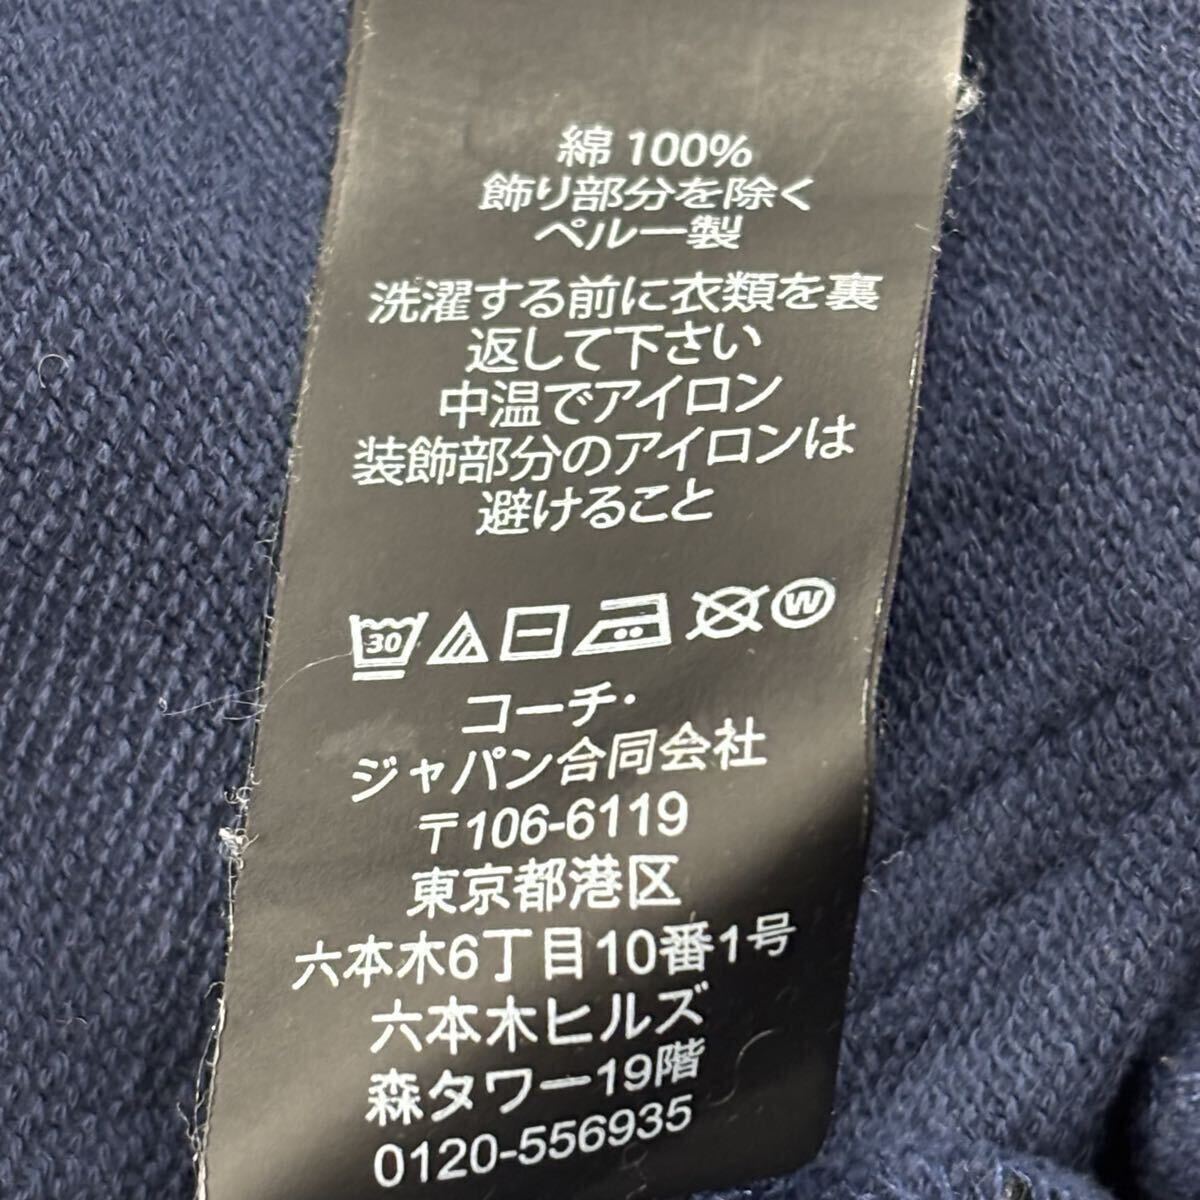 綿 100%
飾り部分を除く
ペルー製
洗濯する前に衣類を裏
返して下さい
中温でアイロン
装飾部分のアイロンは
避けること
30 W
コーチ・
ジャパン合同会社
〒106-6119
東京都港区
六本木6丁目10番1号
六本木ヒルズ
森タワー19階
0120-556935